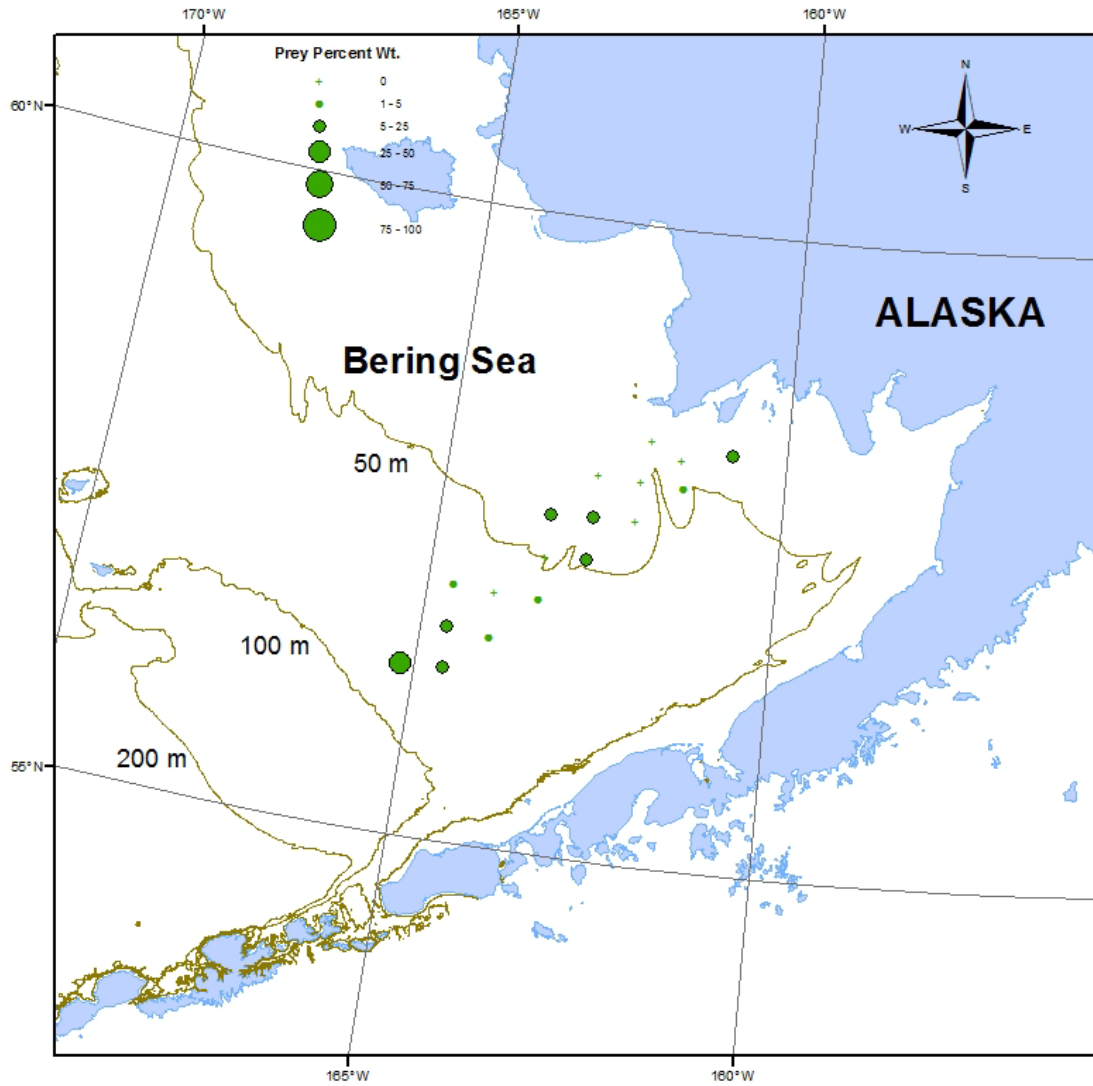 170°W
165°W
160°W
Prey Percent Wt.
0
1 - 5
5 - 25
25 - 50
50 - 75
75 - 100
N
W
E
S
60°N
ALASKA
Bering Sea
50 m
100 m
200 m
55°N
165°W
160°W